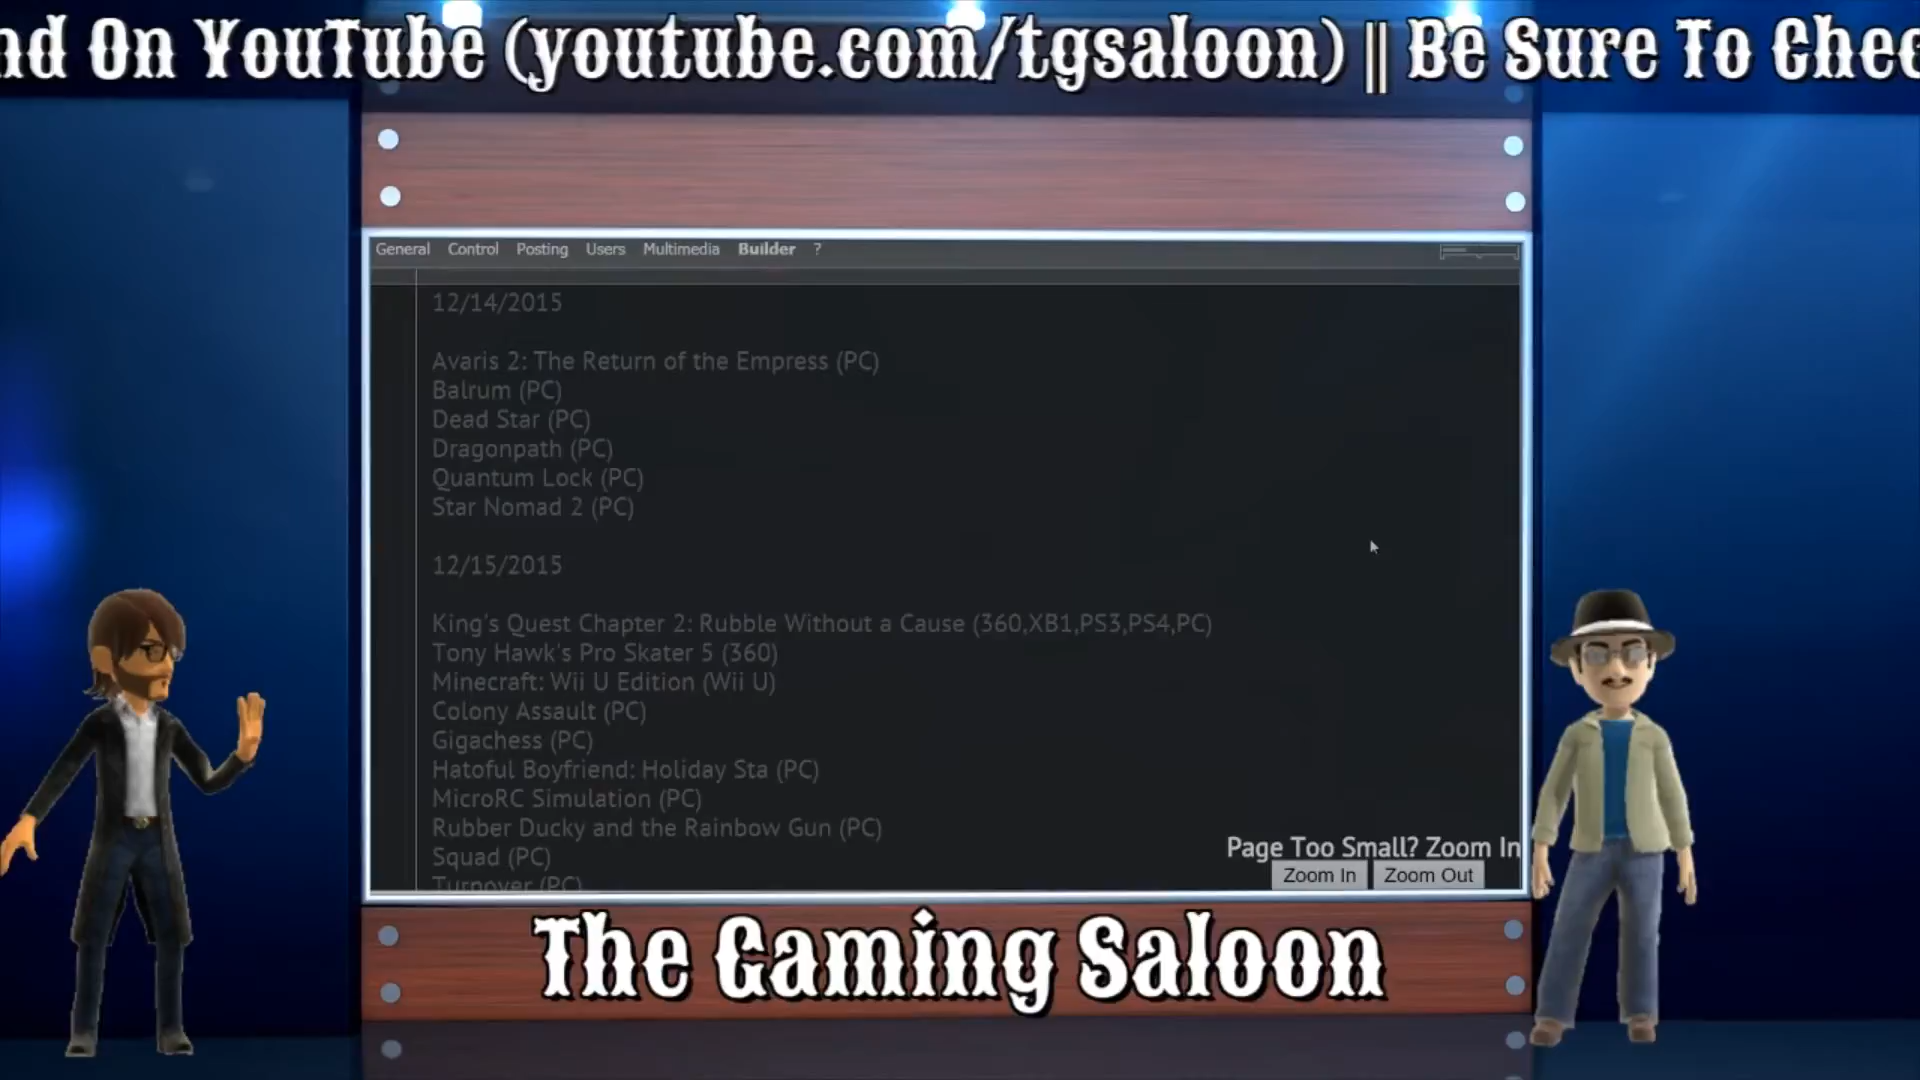 nd On YouTube (youtube.com/tgsaloon) || Be Sure To Chec
General Control Posting Users Multimedia Builder ?
12/14/2015
Avaris 2: The Return of the Empress (PC)
Balrum (PC)
Dead Star (PC)
Dragonpath (PC)
Quantum Lock (PC)
Star Nomad 2 (PC)
12/15/2015
King's Quest Chapter 2: Rubble Without a Cause (360,XB1,PS3,PS4,PC)
Tony Hawk's Pro Skater 5 (360)
Minecraft: Wii U Edition (Wii U)
Colony Assault (PC)
Gigachess (PC)
Hatoful Boyfriend: Holiday Sta (PC)
MicroRC Simulation (PC)
Rubber Ducky and the Rainbow Gun (PC)
Squad (PC)
Turnover (PC)
Page Too Small? Zoom In
Zoom In Zoom Out
The Gaming Saloon